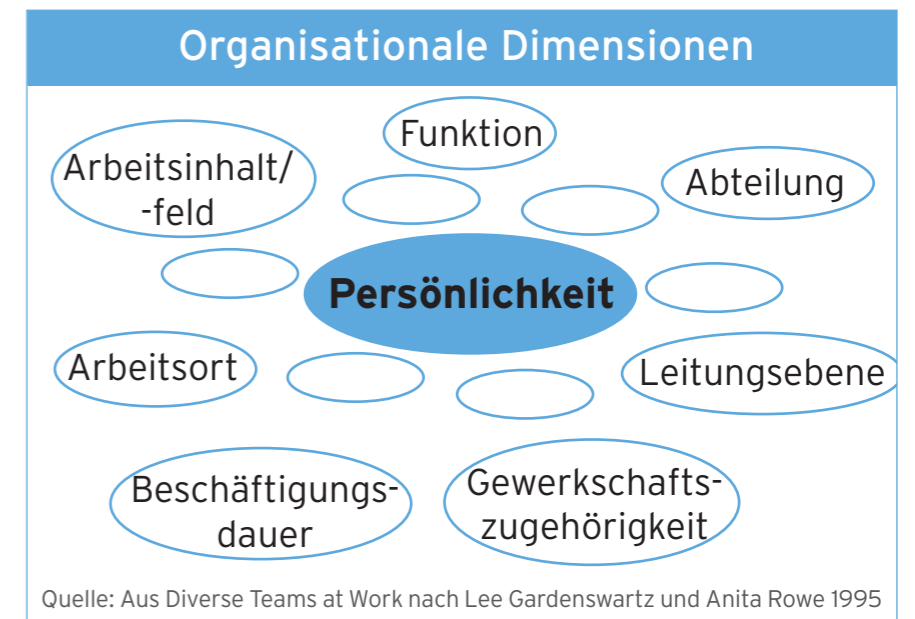 Organisationale Dimensionen
Funktion
Arbeitsinhalt/
-feld
Abteilung
Persönlichkeit
Arbeitsort
Leitungsebene
Beschäftigungs-
dauer
Gewerkschafts-
zugehörigkeit
Quelle: Aus Diverse Teams at Work nach Lee Gardenswartz und Anita Rowe 1995